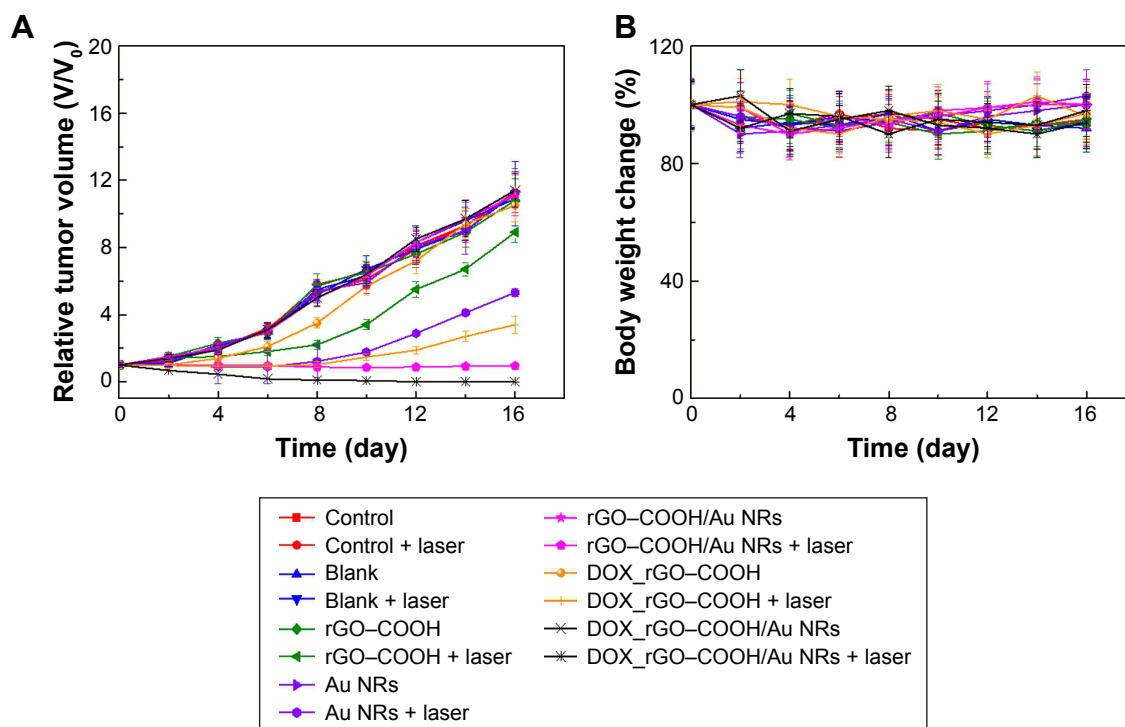 A
B
Relative tumor volume (V/V₀)
20
16
12
8
4
0
0 4 8 12 16
Time (day)
Body weight change (%)
120
80
40
0
0 4 8 12 16
Time (day)
Control
Control + laser
Blank
Blank + laser
rGO–COOH
rGO–COOH + laser
Au NRs
Au NRs + laser
rGO–COOH/Au NRs
rGO–COOH/Au NRs + laser
DOX_rGO–COOH
DOX_rGO–COOH + laser
DOX_rGO–COOH/Au NRs
DOX_rGO–COOH/Au NRs + laser